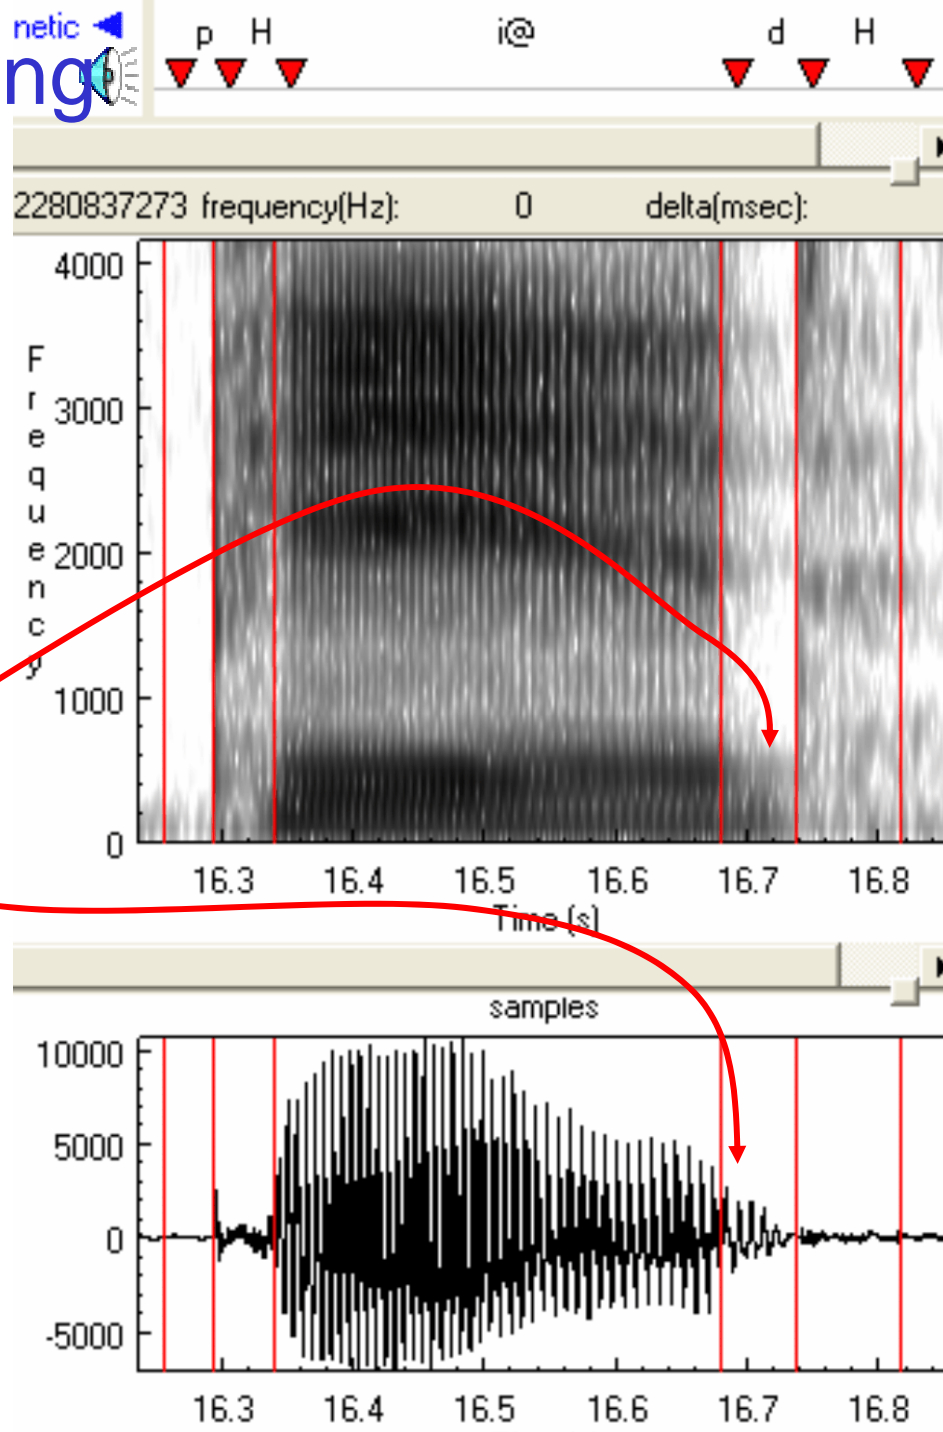 netic
p H i@ d H
ng
2280837273 frequency(Hz): 0 delta(msec):
4000
3000
2000
1000
0
Frequency
16.3 16.4 16.5 16.6 16.7 16.8
Time (s)
samples
10000
5000
0
-5000
16.3 16.4 16.5 16.6 16.7 16.8